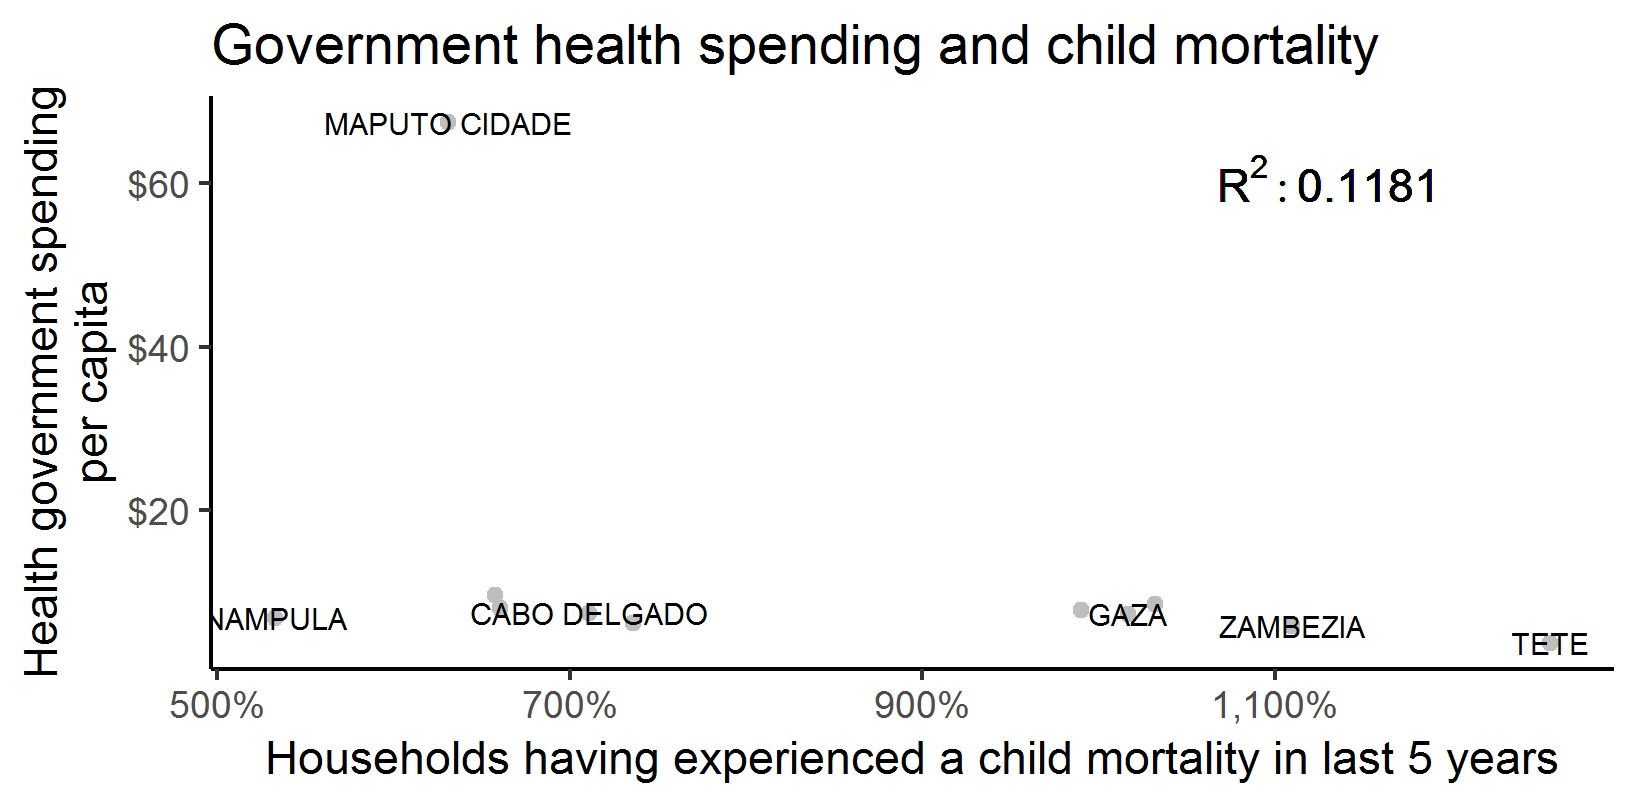 Government health spending and child mortality
Health government spending
per capita
$60
$40
$20
MAPUTO CIDADE
R² : 0.1181
NAMPULA
CABO DELGADO
GAZA
ZAMBEZIA
TETE
500%
700%
900%
1,100%
Households having experienced a child mortality in last 5 years